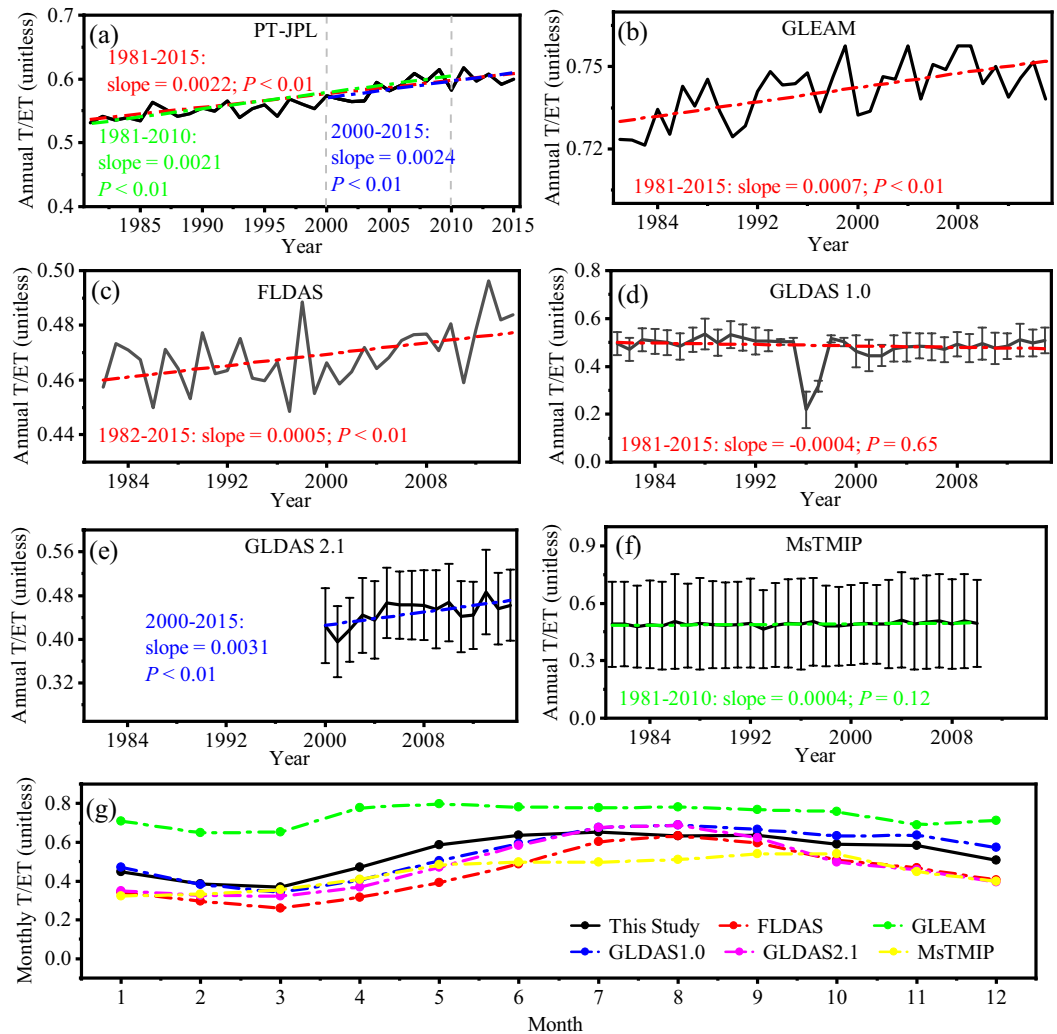 (a)
PT-JPL
Annual T/ET (unitless)
0.7
0.6
0.5
0.4
1981-2015:
slope = 0.0022; P < 0.01
1981-2010:
slope = 0.0021
P < 0.01
2000-2015:
slope = 0.0024
P < 0.01
1985 1990 1995 2000 2005 2010 2015
Year
(b)
GLEAM
Annual T/ET (unitless)
0.75
0.72
1981-2015: slope = 0.0007; P < 0.01
1984 1992 2000 2008
Year
(c)
FLDAS
Annual T/ET (unitless)
0.50
0.48
0.46
0.44
1982-2015: slope = 0.0005; P < 0.01
1984 1992 2000 2008
Year
(d)
GLDAS 1.0
Annual T/ET (unitless)
0.8
0.6
0.4
0.2
0.0
1981-2015: slope = -0.0004; P = 0.65
1984 1992 2000 2008
Year
(e)
GLDAS 2.1
Annual T/ET (unitless)
0.56
0.48
0.40
0.32
2000-2015:
slope = 0.0031
P < 0.01
1984 1992 2000 2008
Year
(f)
MsTMIP
Annual T/ET (unitless)
0.9
0.6
0.3
0.0
1981-2010: slope = 0.0004; P = 0.12
1984 1992 2000 2008
Year
(g)
Monthly T/ET (unitless)
0.8
0.6
0.4
0.2
0.0
This Study FLDAS GLEAM
GLDAS1.0 GLDAS2.1 MsTMIP
1 2 3 4 5 6 7 8 9 10 11 12
Month